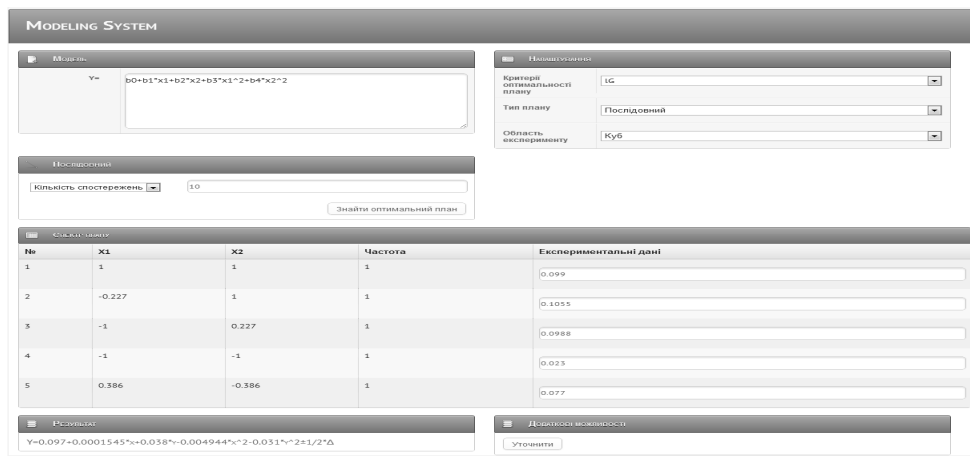 MODELING SYSTEM
Модель
Y=
b0+b1*x1+b2*x2+b3*x1^2+b4*x2^2
Налаштування
Критерії оптимальності плану
IG
Тип плану
Послідовний
Область експерименту
Куб
Послідовний
Кількість спостережень
10
Знайти оптимальний план
Спектр плану
№ X1 X2 Частота Експериментальні дані
1 1 1 1 0.099
2 -0.227 1 1 0.1055
3 -1 0.227 1 0.0988
4 -1 -1 1 0.023
5 0.386 -0.386 1 0.077
Результат
Y=0.097+0.0001545*x+0.038*y-0.004944*x^2-0.031*y^2±1/2*Δ
Додаткові можливості
Уточнити